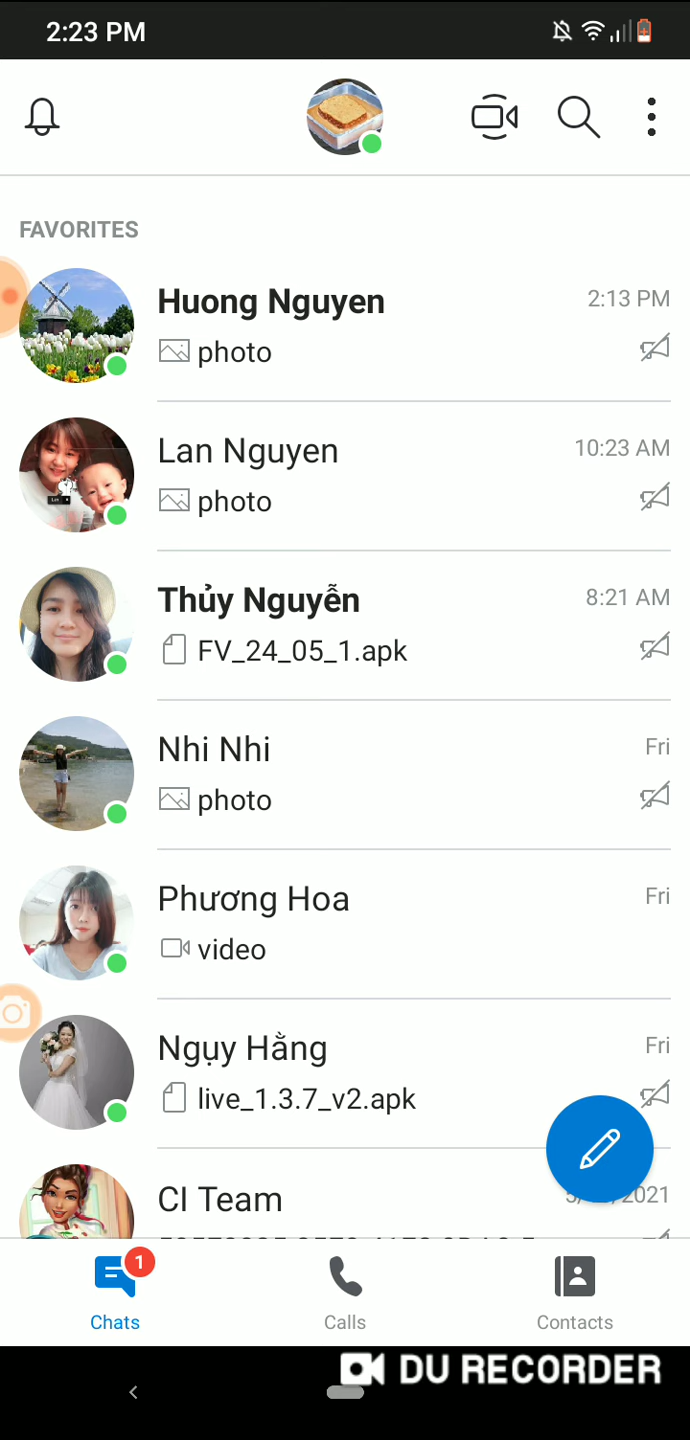 2:23 PM
FAVORITES
Huong Nguyen 2:13 PM
photo
Lan Nguyen 10:23 AM
photo
Thủy Nguyễn 8:21 AM
FV_24_05_1.apk
Nhi Nhi Fri
photo
Phương Hoa Fri
video
Ngụy Hằng Fri
live_1.3.7_v2.apk
CI Team
1
Chats Calls Contacts
DU RECORDER